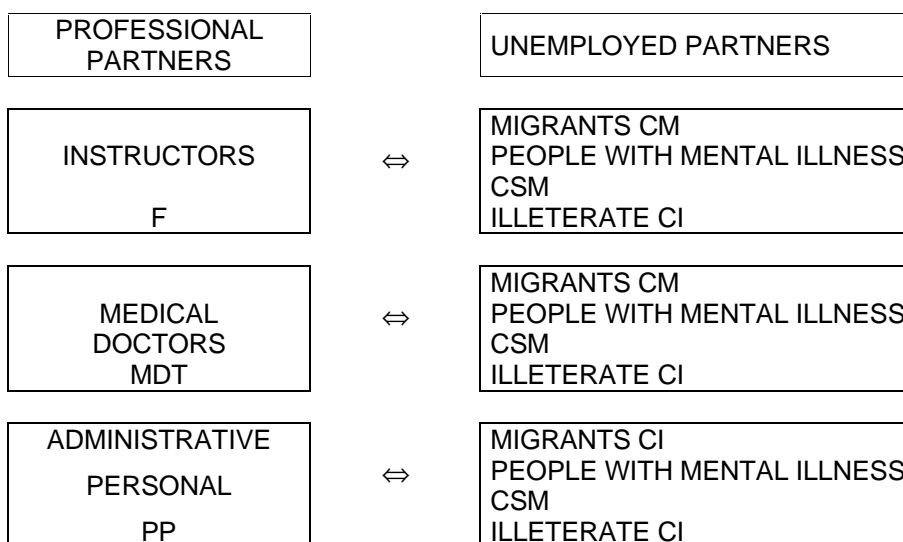 PROFESSIONAL
PARTNERS
UNEMPLOYED PARTNERS
INSTRUCTORS
F
⇔
MIGRANTS CM
PEOPLE WITH MENTAL ILLNESS
CSM
ILLETERATE CI
MEDICAL
DOCTORS
MDT
⇔
MIGRANTS CM
PEOPLE WITH MENTAL ILLNESS
CSM
ILLETERATE CI
ADMINISTRATIVE
PERSONAL
PP
⇔
MIGRANTS CI
PEOPLE WITH MENTAL ILLNESS
CSM
ILLETERATE CI